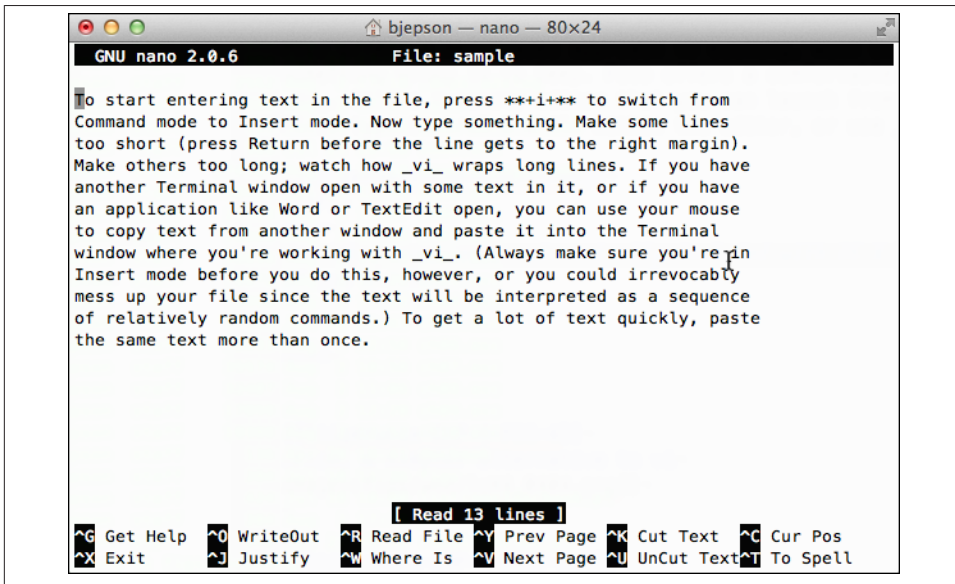 bjepson — nano — 80×24
GNU nano 2.0.6 File: sample
To start entering text in the file, press **+i+** to switch from
Command mode to Insert mode. Now type something. Make some lines
too short (press Return before the line gets to the right margin).
Make others too long; watch how _vi_ wraps long lines. If you have
another Terminal window open with some text in it, or if you have
an application like Word or TextEdit open, you can use your mouse
to copy text from another window and paste it into the Terminal
window where you're working with _vi_. (Always make sure you're in
Insert mode before you do this, however, or you could irrevocably
mess up your file since the text will be interpreted as a sequence
of relatively random commands.) To get a lot of text quickly, paste
the same text more than once.
[ Read 13 lines ]
^G Get Help ^O WriteOut ^R Read File ^Y Prev Page ^K Cut Text ^C Cur Pos
^X Exit ^J Justify ^W Where Is ^V Next Page ^U UnCut Text ^T To Spell